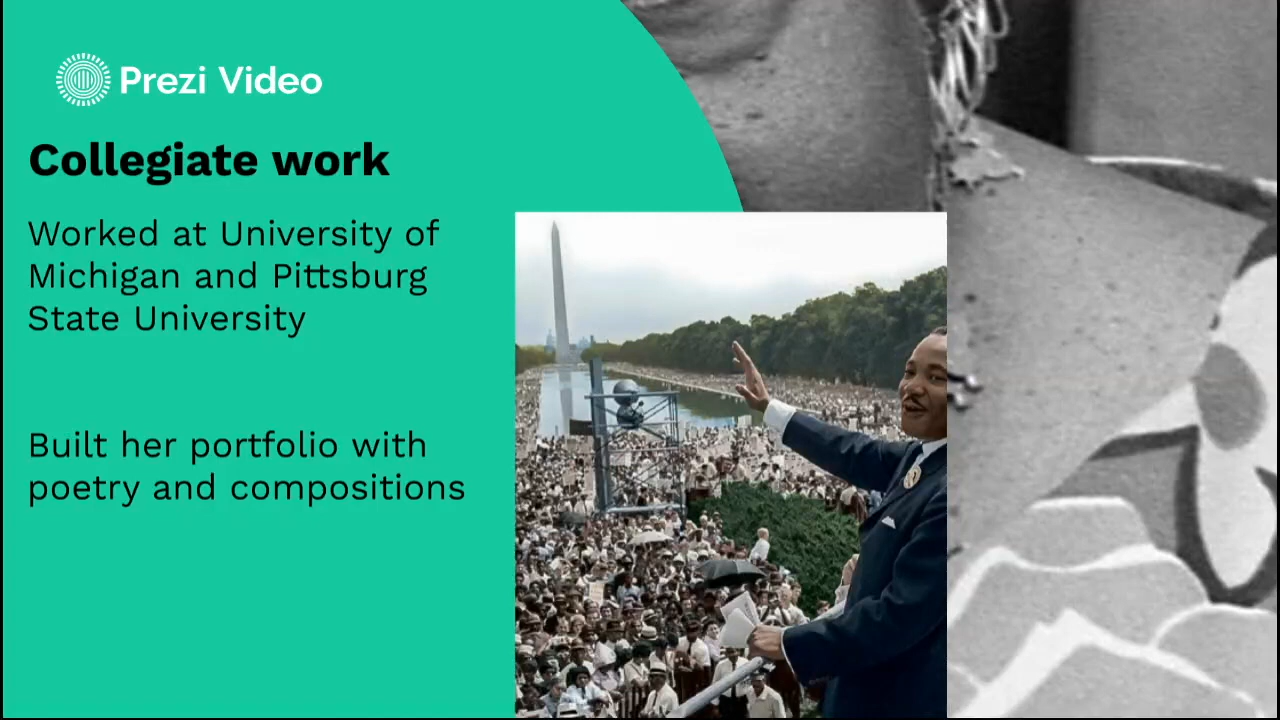 Prezi Video
Collegiate work
Worked at University of
Michigan and Pittsburg
State University
Built her portfolio with
poetry and compositions